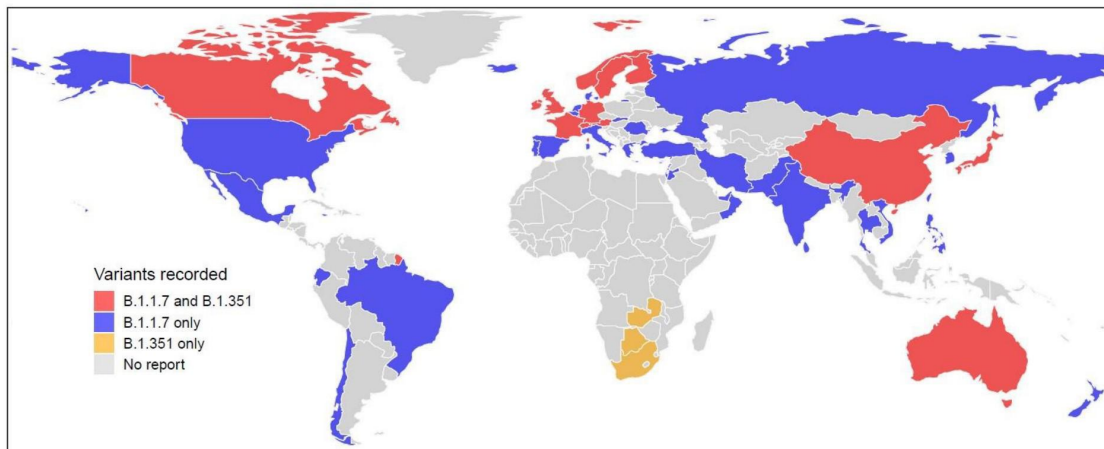 Variants recorded
B.1.1.7 and B.1.351
B.1.1.7 only
B.1.351 only
No report